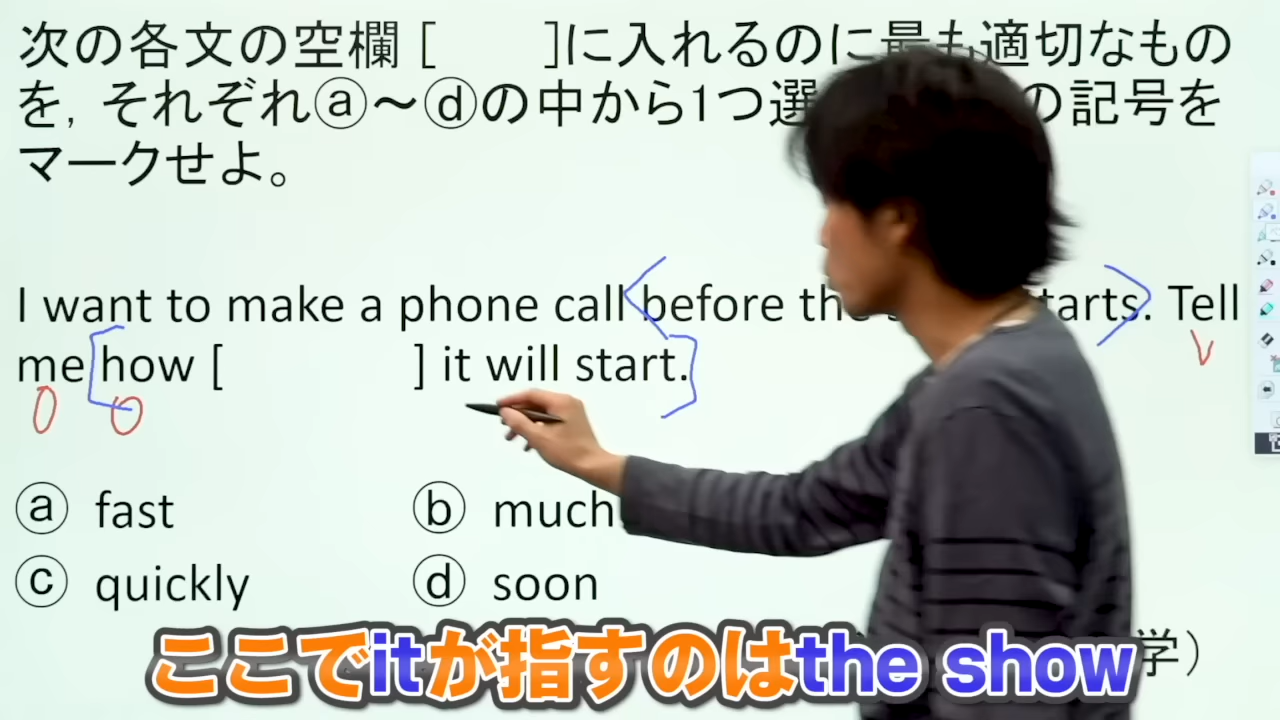 次の各文の空欄 [ ]に入れるのに最も適切なもの
を, それぞれⓐ～ⓓの中から1つ選 の記号を
マークせよ。
I want to make a phone call before the starts. Tell
me how [ ] it will start.
ⓐ fast ⓑ much
ⓒ quickly ⓓ soon
学)
ここでitが指すのはthe show